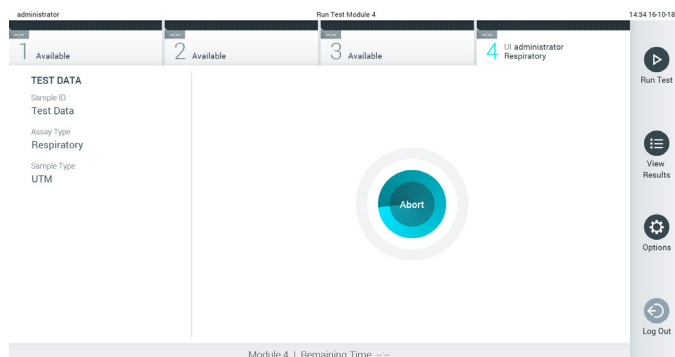 administrator Run Test Module 4 14:34 16-10-18
--:-- --:-- --:-- --:--
1 Available 2 Available 3 Available 4 UI administrator
Respiratory
TEST DATA
Sample ID
Test Data
Assay Type
Respiratory
Sample Type
UTM
Abort
Run Test
View
Results
Options
Log Out
Module 4 | Remaining Time --:--